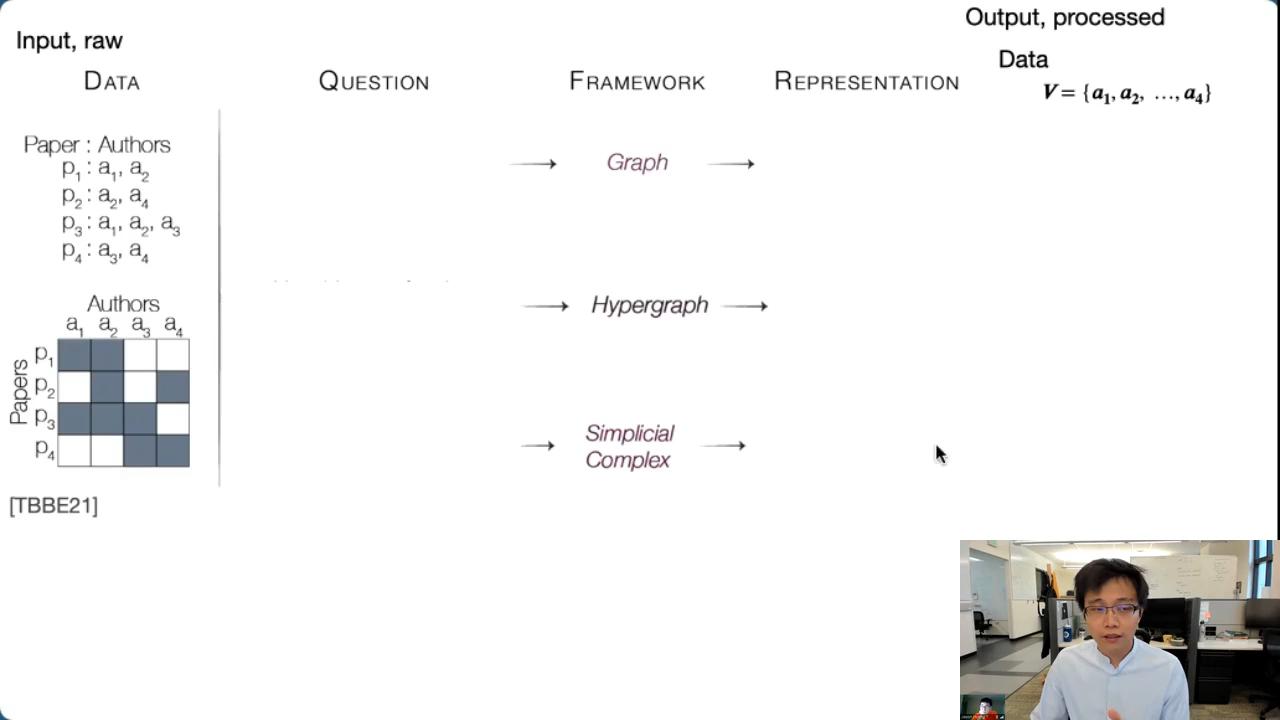 Input, raw
Output, processed
DATA
QUESTION
FRAMEWORK
REPRESENTATION
Data
V = {a₁, a₂, …, a₄}
Paper : Authors
p₁ : a₁, a₂
p₂ : a₂, a₄
p₃ : a₁, a₂, a₃
p₄ : a₃, a₄
Graph
Hypergraph
Simplicial
Complex
Authors
a₁ a₂ a₃ a₄
Papers
p₁
p₂
p₃
p₄
[TBBE21]